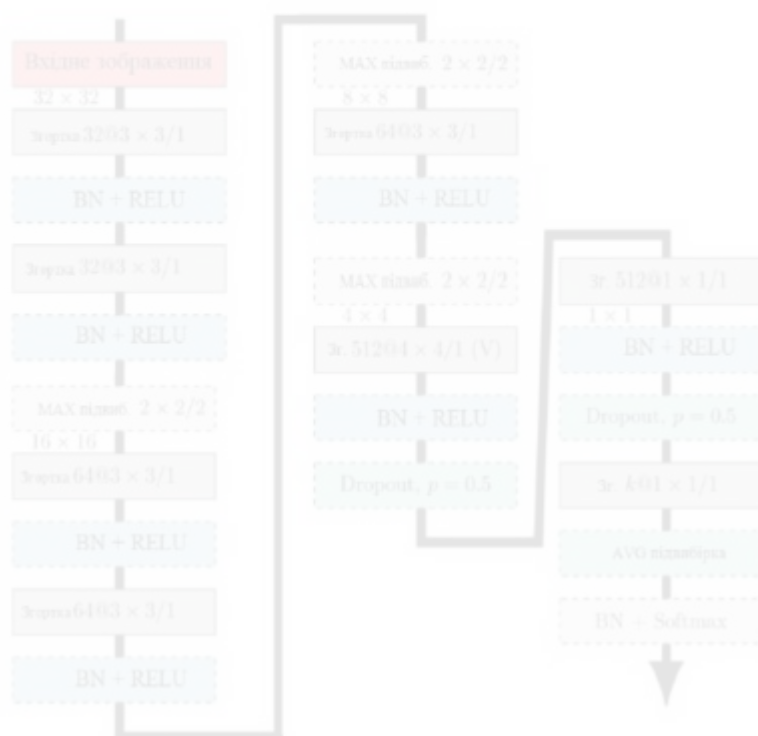 Вхідне зображення
32 × 32
Згортка 32@3 × 3/1
BN + RELU
Згортка 32@3 × 3/1
BN + RELU
MAX підвиб. 2 × 2/2
16 × 16
Згортка 64@3 × 3/1
BN + RELU
Згортка 64@3 × 3/1
BN + RELU
MAX підвиб. 2 × 2/2
8 × 8
Згортка 64@3 × 3/1
BN + RELU
MAX підвиб. 2 × 2/2
4 × 4
Зг. 512@4 × 4/1 (V)
BN + RELU
Dropout, p = 0.5
Зг. 512@1 × 1/1
1 × 1
BN + RELU
Dropout, p = 0.5
Зг. k@1 × 1/1
AVG підвибірка
BN + Softmax